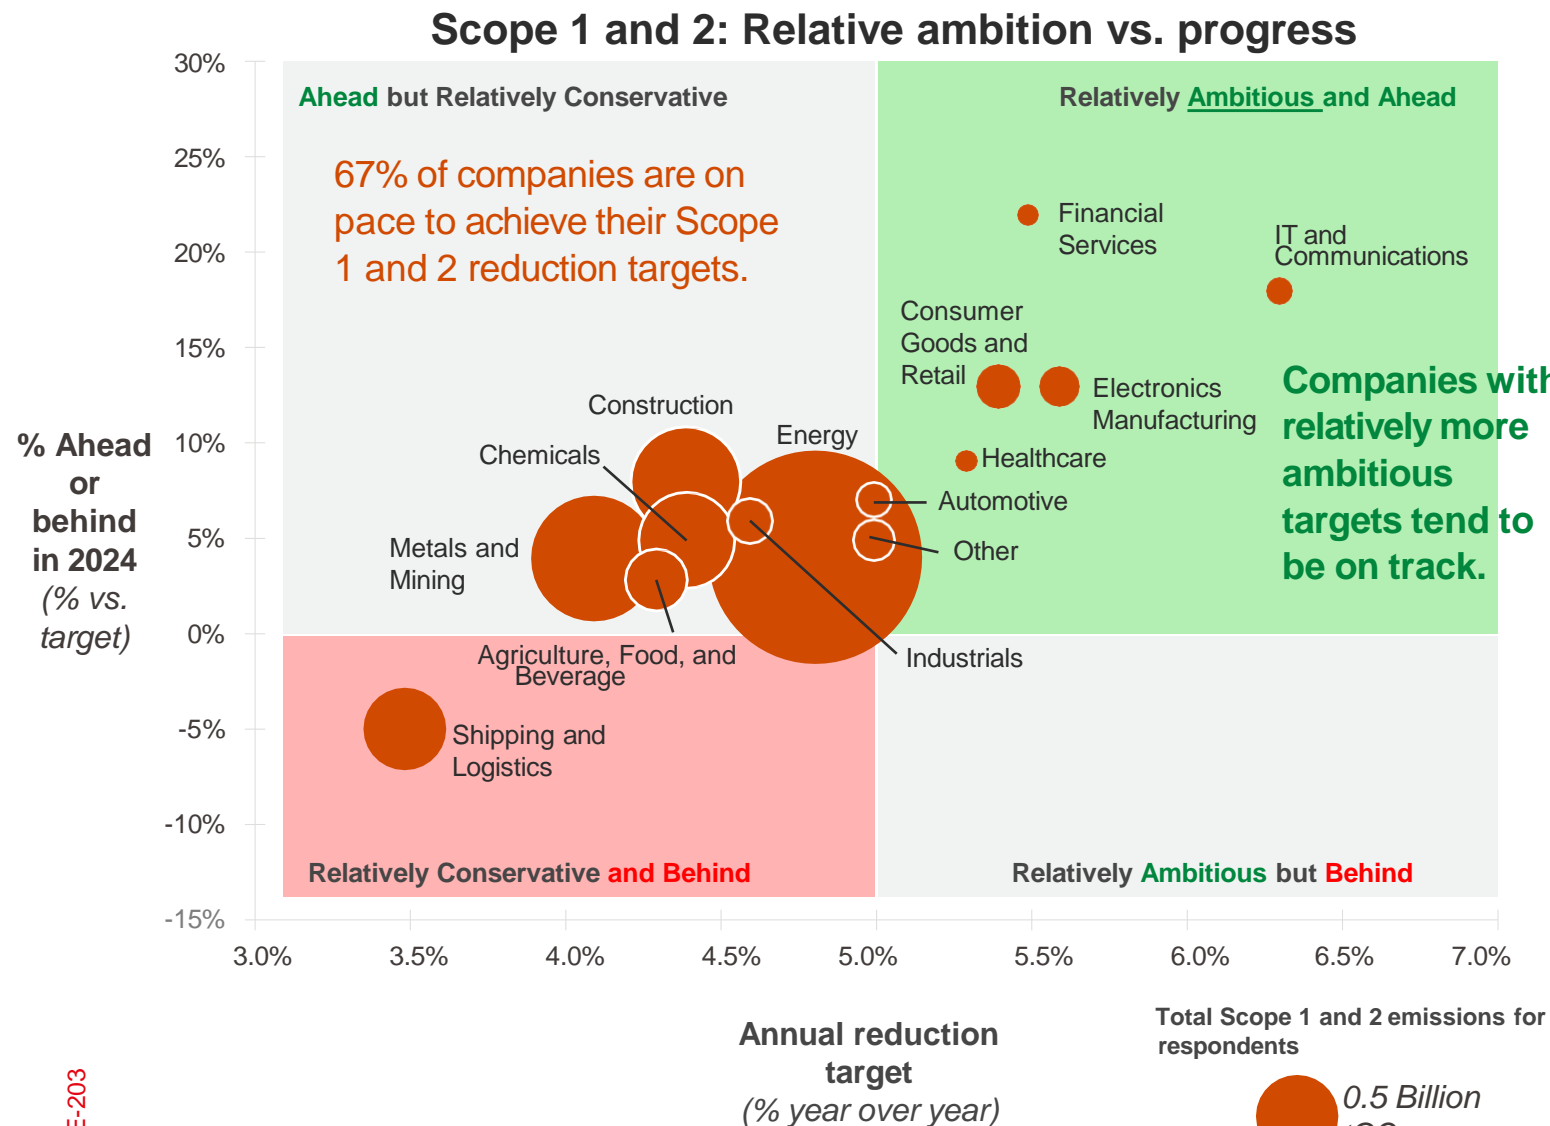 Scope 1 and 2: Relative ambition vs. progress
30%
Ahead but Relatively Conservative
Relatively Ambitious and Ahead
25%
67% of companies are on
pace to achieve their Scope
1 and 2 reduction targets.
Financial
Services
20%
IT and
Communications
Consumer
Goods and
Retail
15%
Companies with
relatively more
ambitious
targets tend to
be on track.
Electronics
Manufacturing
Construction
Energy
Chemicals
Healthcare
10%
% Ahead
or
behind
in 2024
(% vs.
target)
Automotive
Other
5%
Metals and
Mining
0%
Agriculture, Food, and
Beverage
Industrials
-5%
Shipping and
Logistics
-10%
Relatively Conservative and Behind
Relatively Ambitious but Behind
-15%
3.0%
3.5%
4.0%
4.5%
5.0%
5.5%
6.0%
6.5%
7.0%
Annual reduction
target
(% year over year)
Total Scope 1 and 2 emissions for
respondents
0.5 Billion
E-203